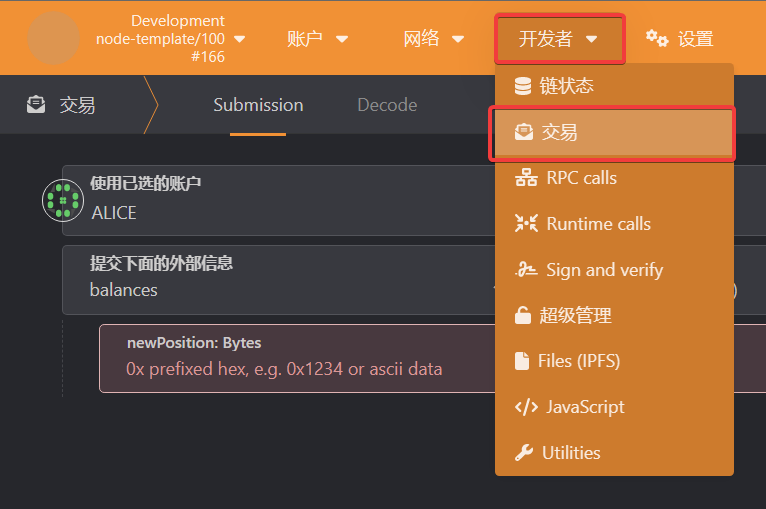 Development
node-template/100
#166
账户
网络
开发者
设置
交易
Submission
Decode
链状态
交易
RPC calls
Runtime calls
Sign and verify
超级管理
Files (IPFS)
JavaScript
Utilities
使用已选的账户
ALICE
提交下面的外部信息
balances
)
newPosition: Bytes
0x prefixed hex, e.g. 0x1234 or ascii data